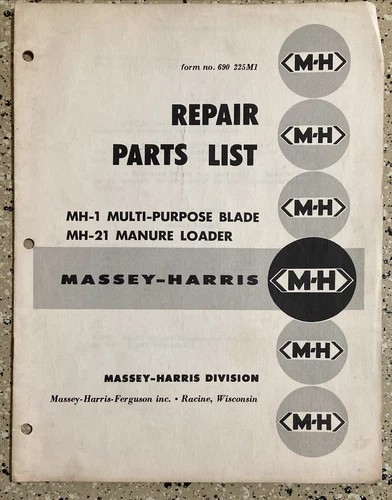 form no. 690 225M1
M-H
REPAIR
M-H
PARTS LIST
M-H
MH-1 MULTI-PURPOSE BLADE
MH-21 MANURE LOADER
MASSEY-HARRIS
M-H
M-H
MASSEY-HARRIS DIVISION
Massey-Harris-Ferguson inc. • Racine, Wisconsin
M-H